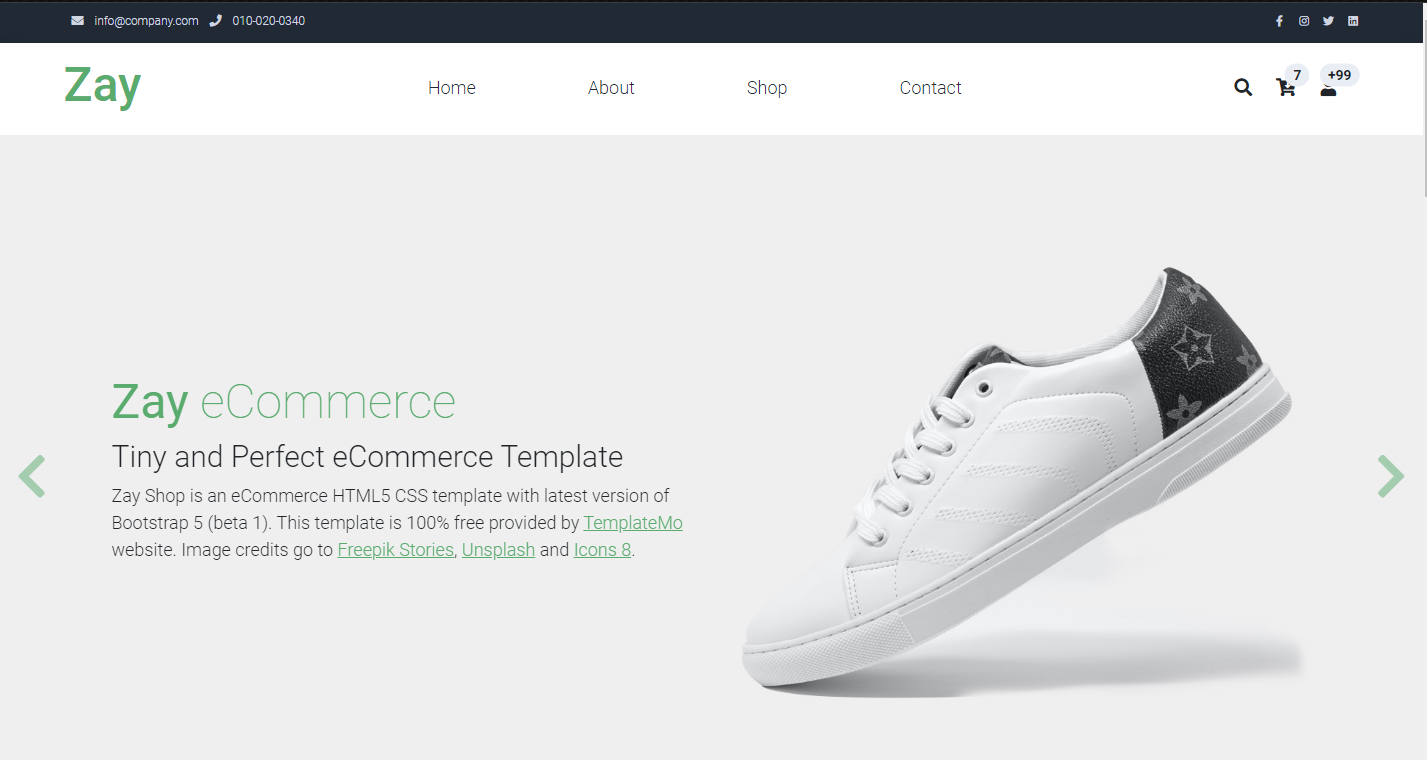 info@company.com 010-020-0340
Zay Home About Shop Contact 7 +99
Zay eCommerce
Tiny and Perfect eCommerce Template
Zay Shop is an eCommerce HTML5 CSS template with latest version of
Bootstrap 5 (beta 1). This template is 100% free provided by TemplateMo
website. Image credits go to Freepik Stories, Unsplash and Icons 8.